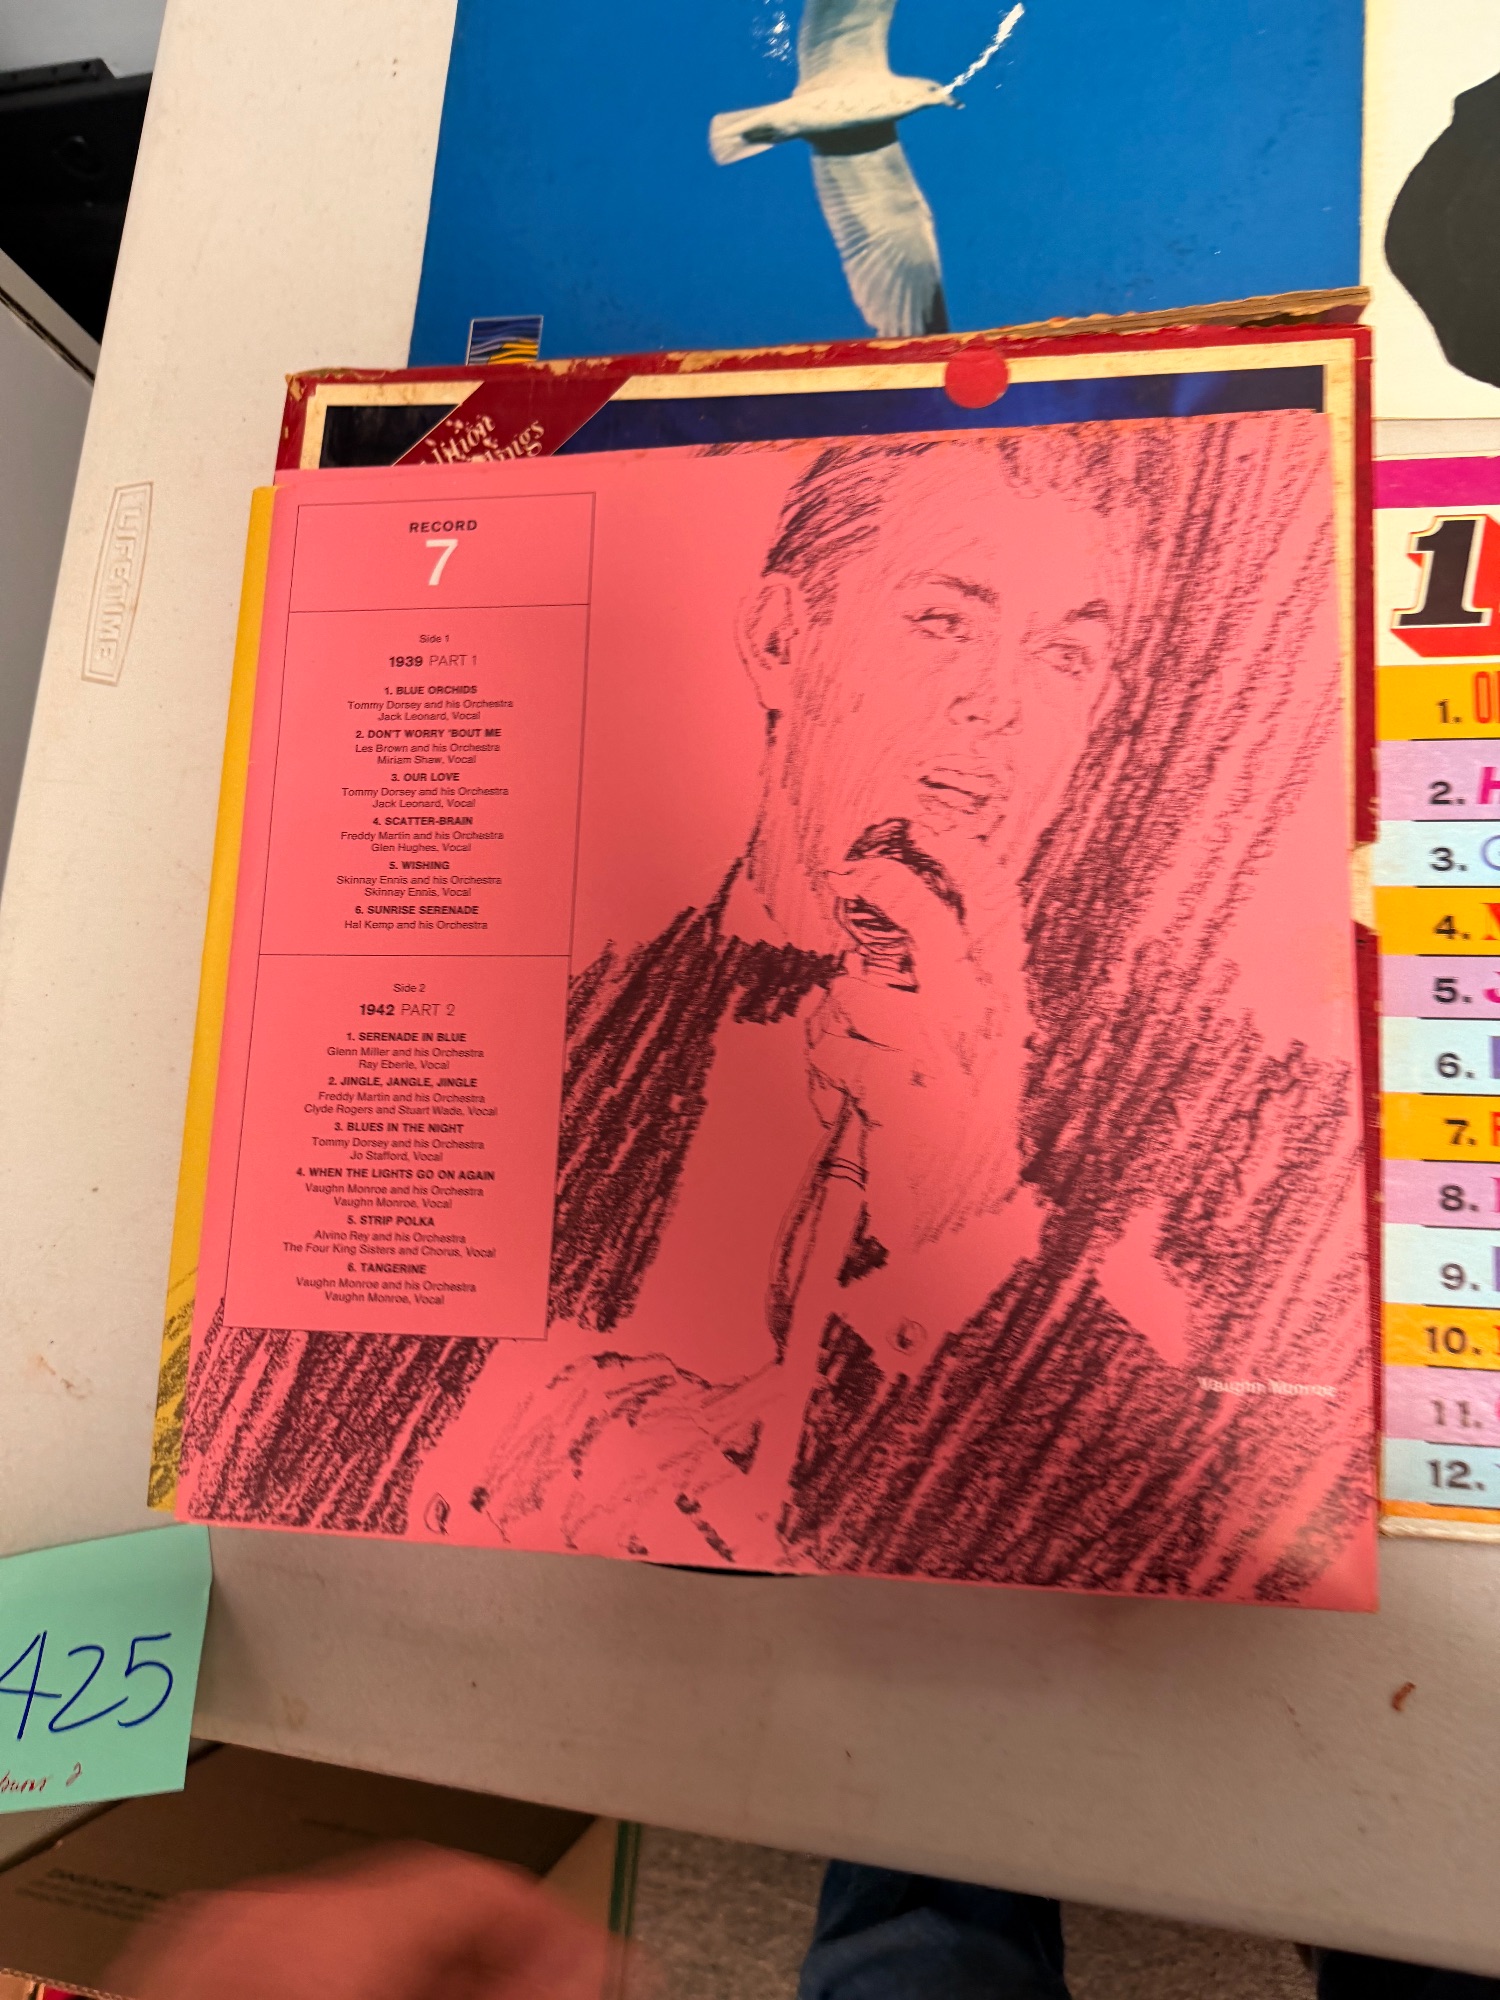 LIFETIME
RECORD
7
Side 1
1939 PART 1
1. BLUE ORCHIDS
Tommy Dorsey and his Orchestra
Jack Leonard, Vocal
2. DON'T WORRY 'BOUT ME
Les Brown and his Orchestra
Miriam Shaw, Vocal
3. OUR LOVE
Tommy Dorsey and his Orchestra
Jack Leonard, Vocal
4. SCATTER-BRAIN
Freddy Martin and his Orchestra
Glen Hughes, Vocal
5. WISHING
Skinnay Ennis and his Orchestra
Skinnay Ennis, Vocal
6. SUNRISE SERENADE
Hal Kemp and his Orchestra
Side 2
1942 PART 2
1. SERENADE IN BLUE
Glenn Miller and his Orchestra
Ray Eberle, Vocal
2. JINGLE, JANGLE, JINGLE
Freddy Martin and his Orchestra
Clyde Rogers and Stuart Wade, Vocal
3. BLUES IN THE NIGHT
Tommy Dorsey and his Orchestra
Jo Stafford, Vocal
4. WHEN THE LIGHTS GO ON AGAIN
Vaughn Monroe and his Orchestra
Vaughn Monroe, Vocal
5. STRIP POLKA
Alvino Rey and his Orchestra
The Four King Sisters and Chorus, Vocal
6. TANGERINE
Vaughn Monroe and his Orchestra
Vaughn Monroe, Vocal
Vaughn Monroe
1
1.
2.
3.
4.
5.
6.
7.
8.
9.
10.
11.
12.
425